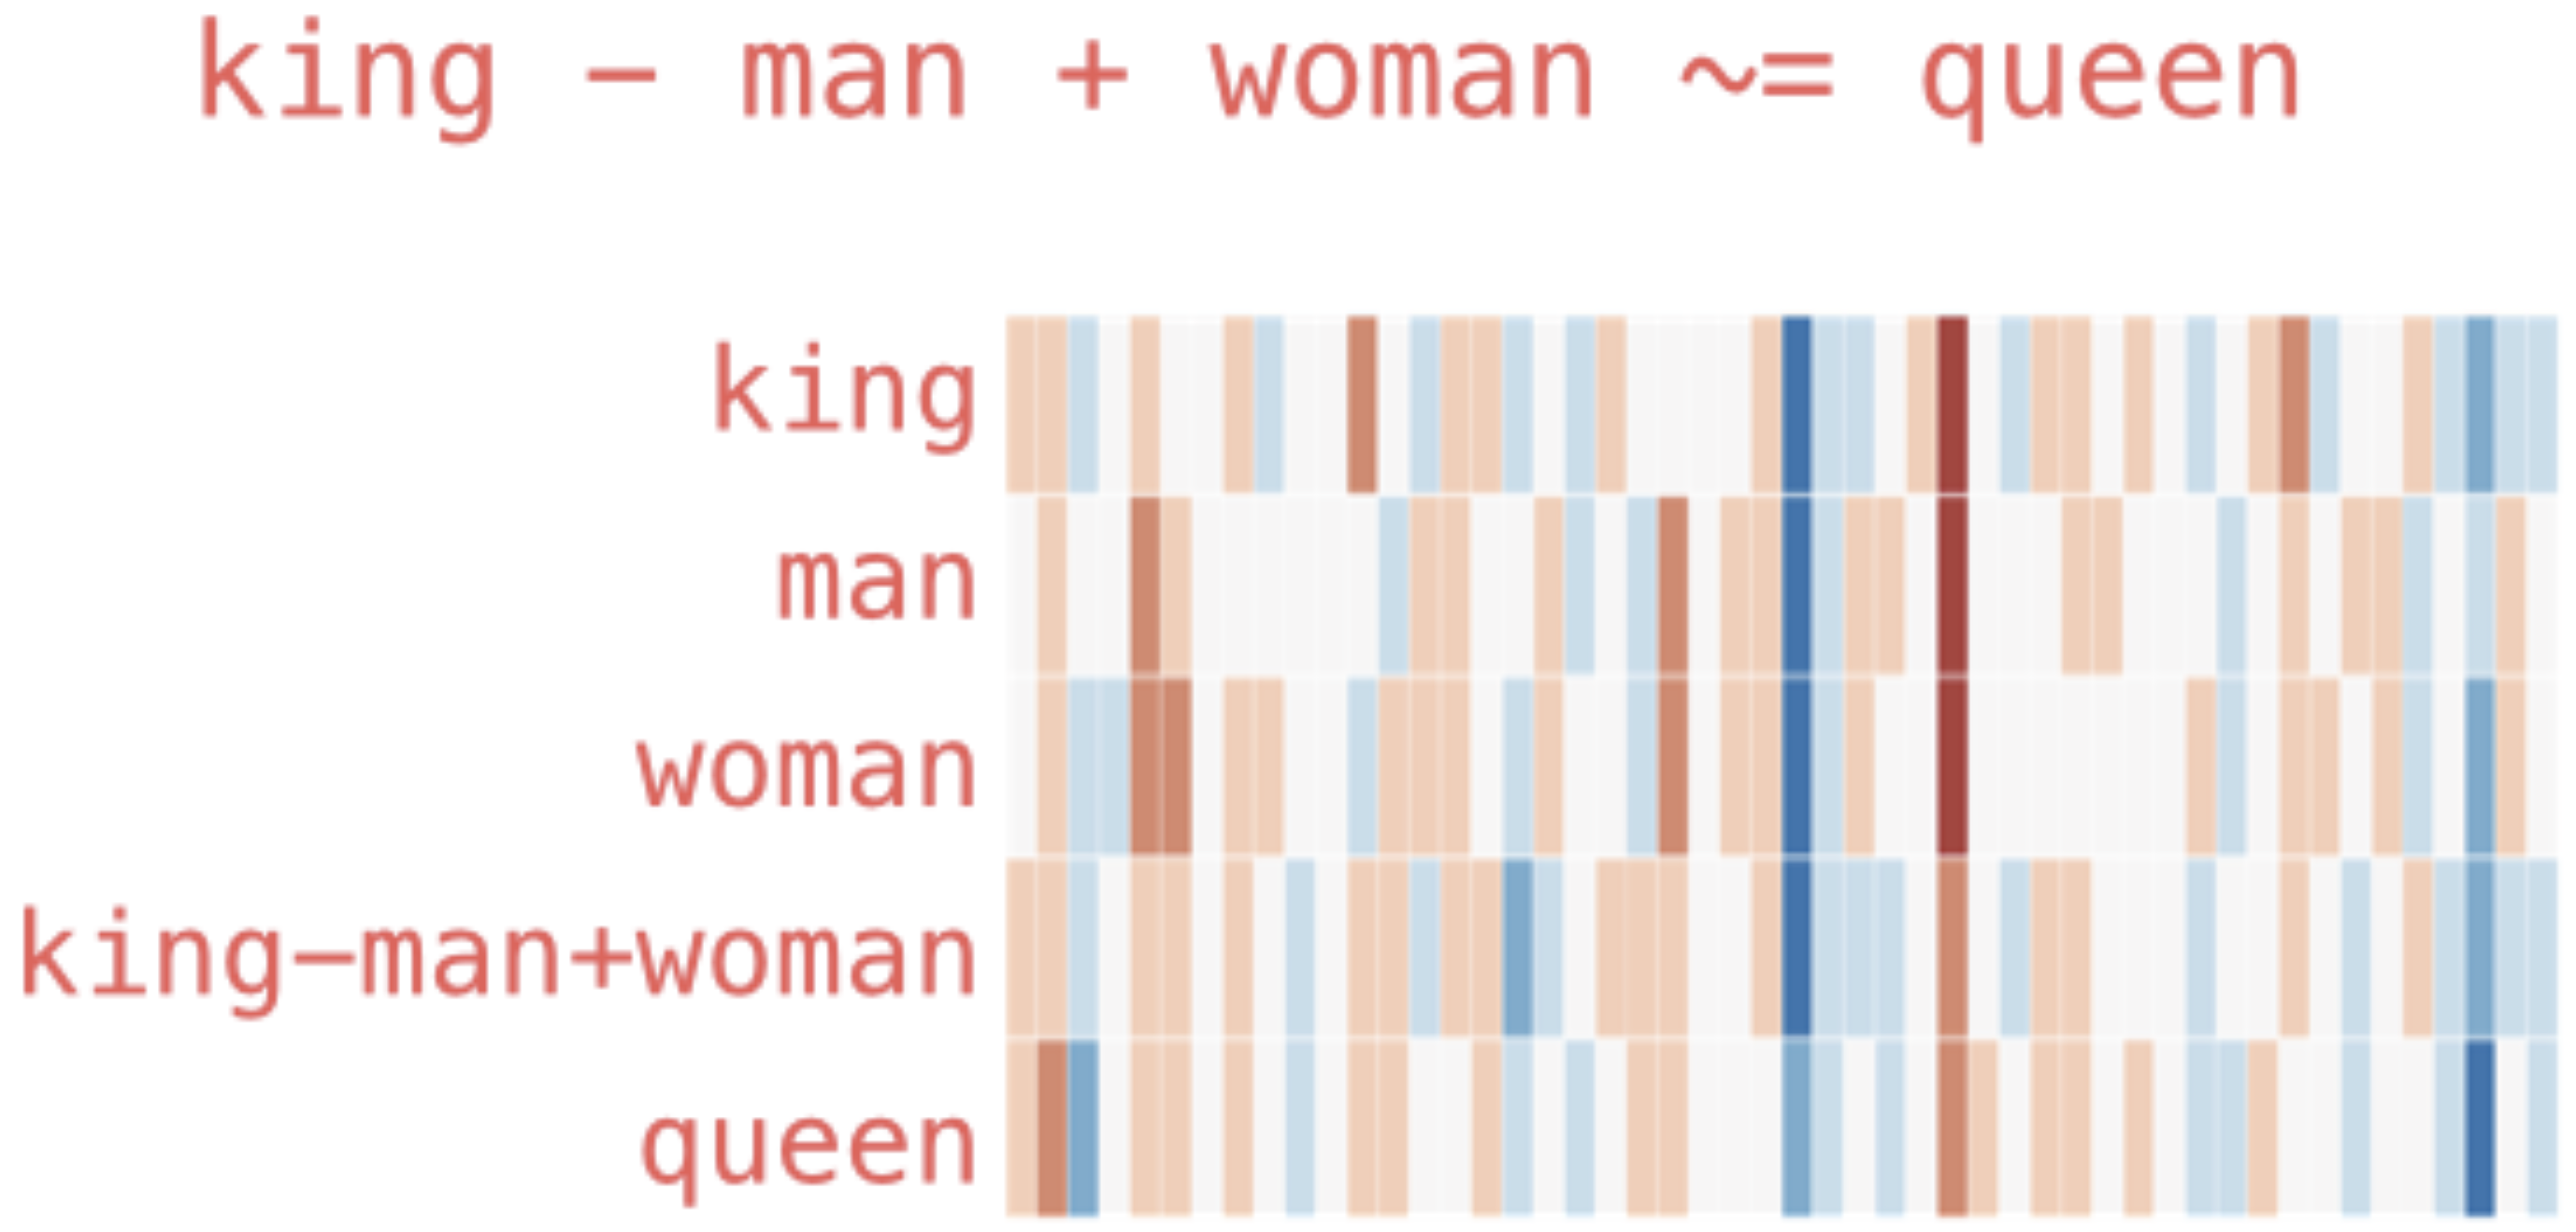 king − man + woman ~= queen
king
man
woman
king−man+woman
queen